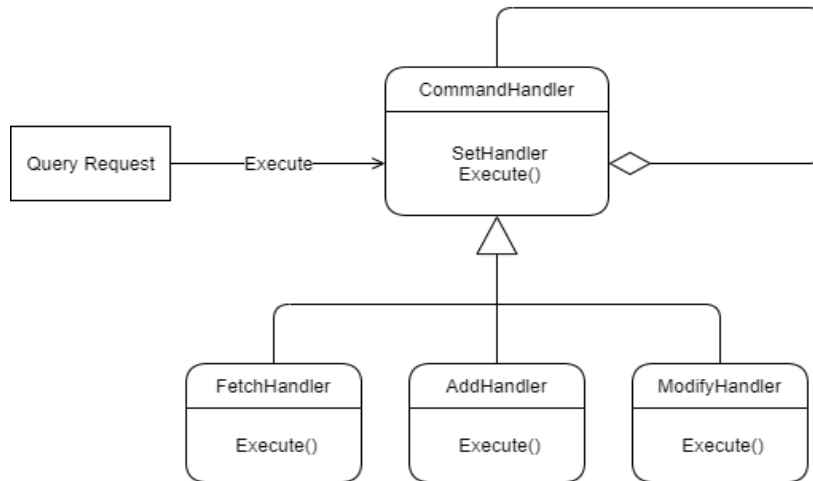 CommandHandler
Query Request
Execute
SetHandler
Execute()
FetchHandler
AddHandler
ModifyHandler
Execute()
Execute()
Execute()